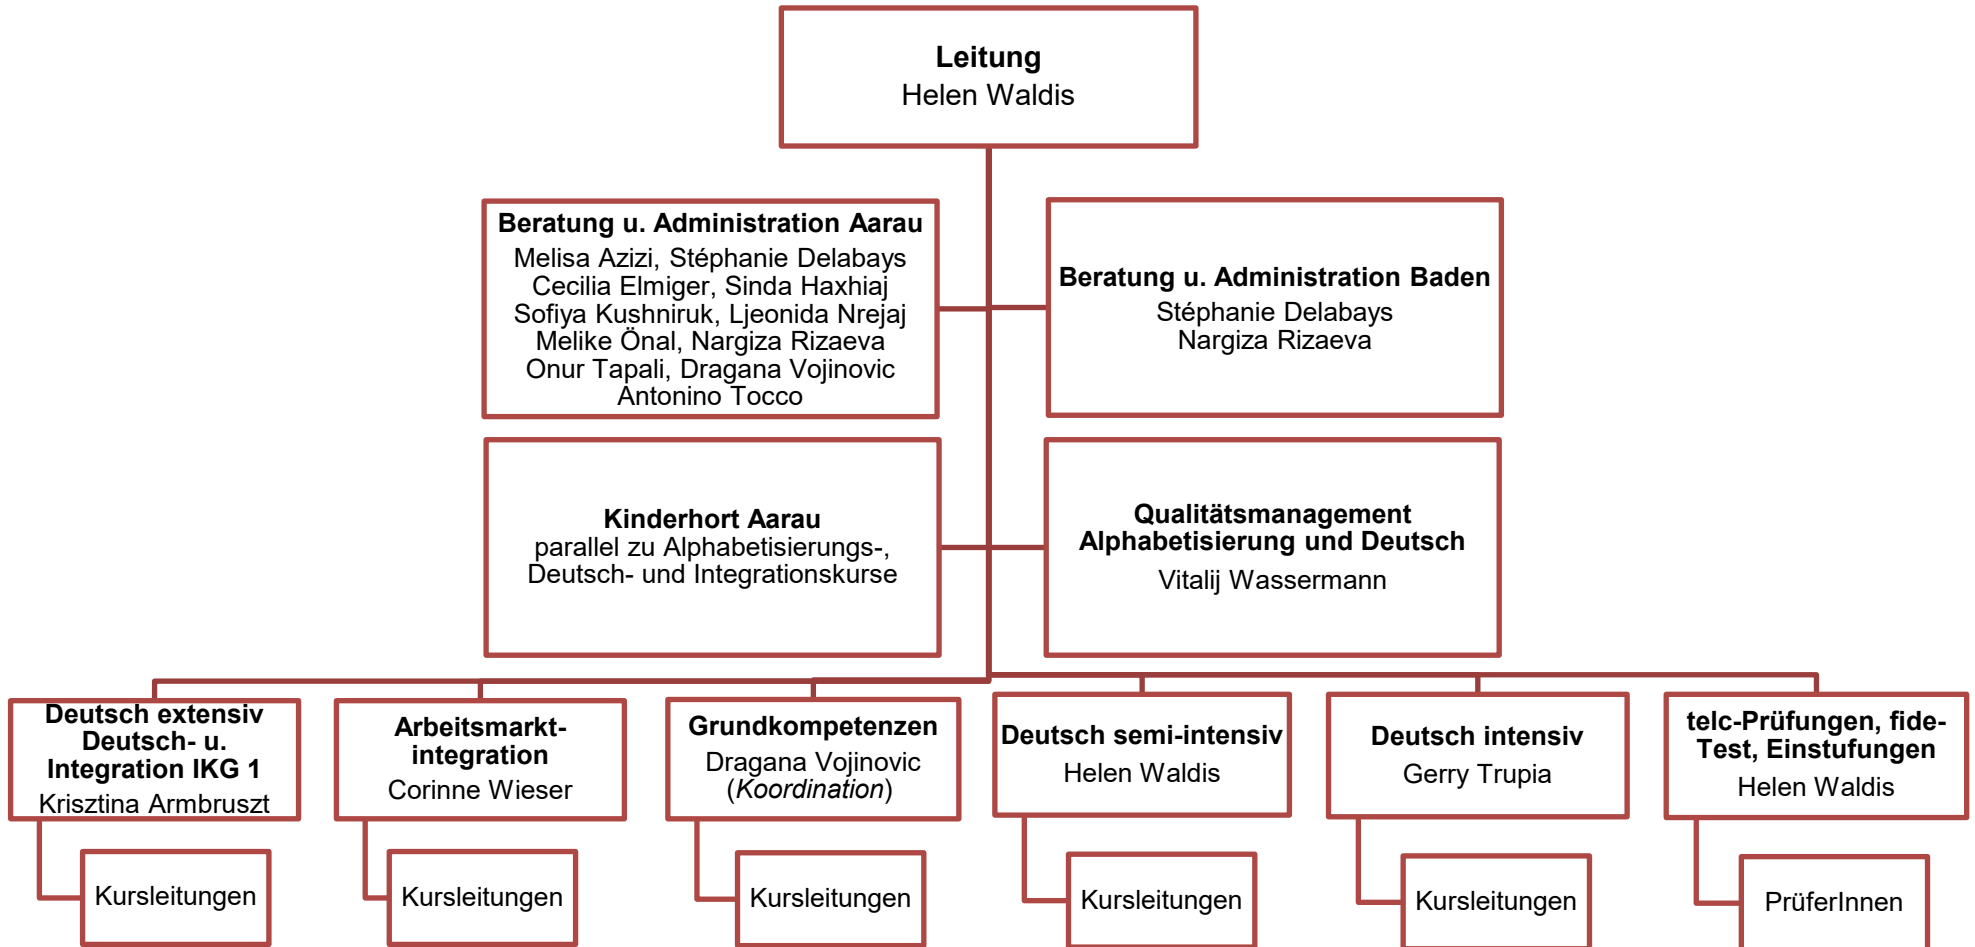 Leitung
Helen Waldis
Beratung u. Administration Aarau
Melisa Azizi, Stéphanie Delabays
Cecilia Elmiger, Sinda Haxhiaj
Sofiya Kushniruk, Ljeonida Nrejaj
Melike Önal, Nargiza Rizaeva
Onur Tapali, Dragana Vojinovic
Antonino Tocco
Beratung u. Administration Baden
Stéphanie Delabays
Nargiza Rizaeva
Kinderhort Aarau
parallel zu Alphabetisierungs-,
Deutsch- und Integrationskurse
Qualitätsmanagement
Alphabetisierung und Deutsch
Vitalij Wassermann
Deutsch extensiv
Deutsch- u.
Integration IKG 1
Krisztina Armbruszt
Arbeitsmarkt-
integration
Corinne Wieser
Grundkompetenzen
Dragana Vojinovic
(Koordination)
Deutsch semi-intensiv
Helen Waldis
Deutsch intensiv
Gerry Trupia
telc-Prüfungen, fide-
Test, Einstufungen
Helen Waldis
Kursleitungen
Kursleitungen
Kursleitungen
Kursleitungen
Kursleitungen
PrüferInnen